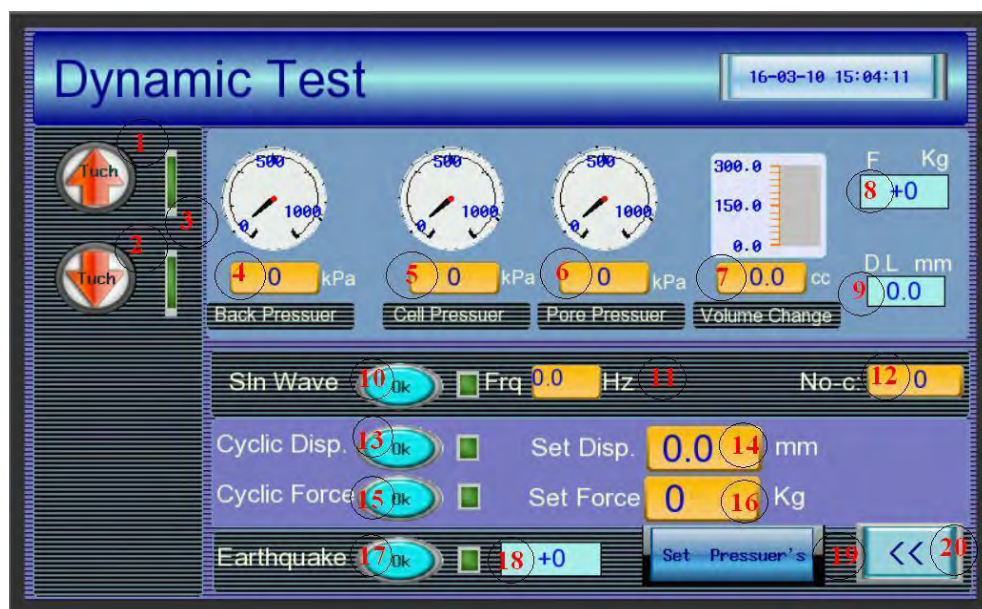 Dynamic Test
16-03-10 15:04:11
1
Tuch
3
2
Tuch
500
1000
0
500
1000
0
500
1000
0
300.0
150.0
0.0
F Kg
8 +0
4 0 kPa
5 0 kPa
6 0 kPa
7 0.0 cc
D.L mm
9 0.0
Back Pressuer
Cell Pressuer
Pore Pressuer
Volume Change
SIn Wave 10 Ok Frq 0.0 Hz 11 No-c: 12 0
Cyclic Disp. 13 Ok Set Disp. 0.0 14 mm
Cyclic Force 15 Ok Set Force 0 16 Kg
Earthquake 17 Ok 18 +0 Set Pressuer's 19 << 20